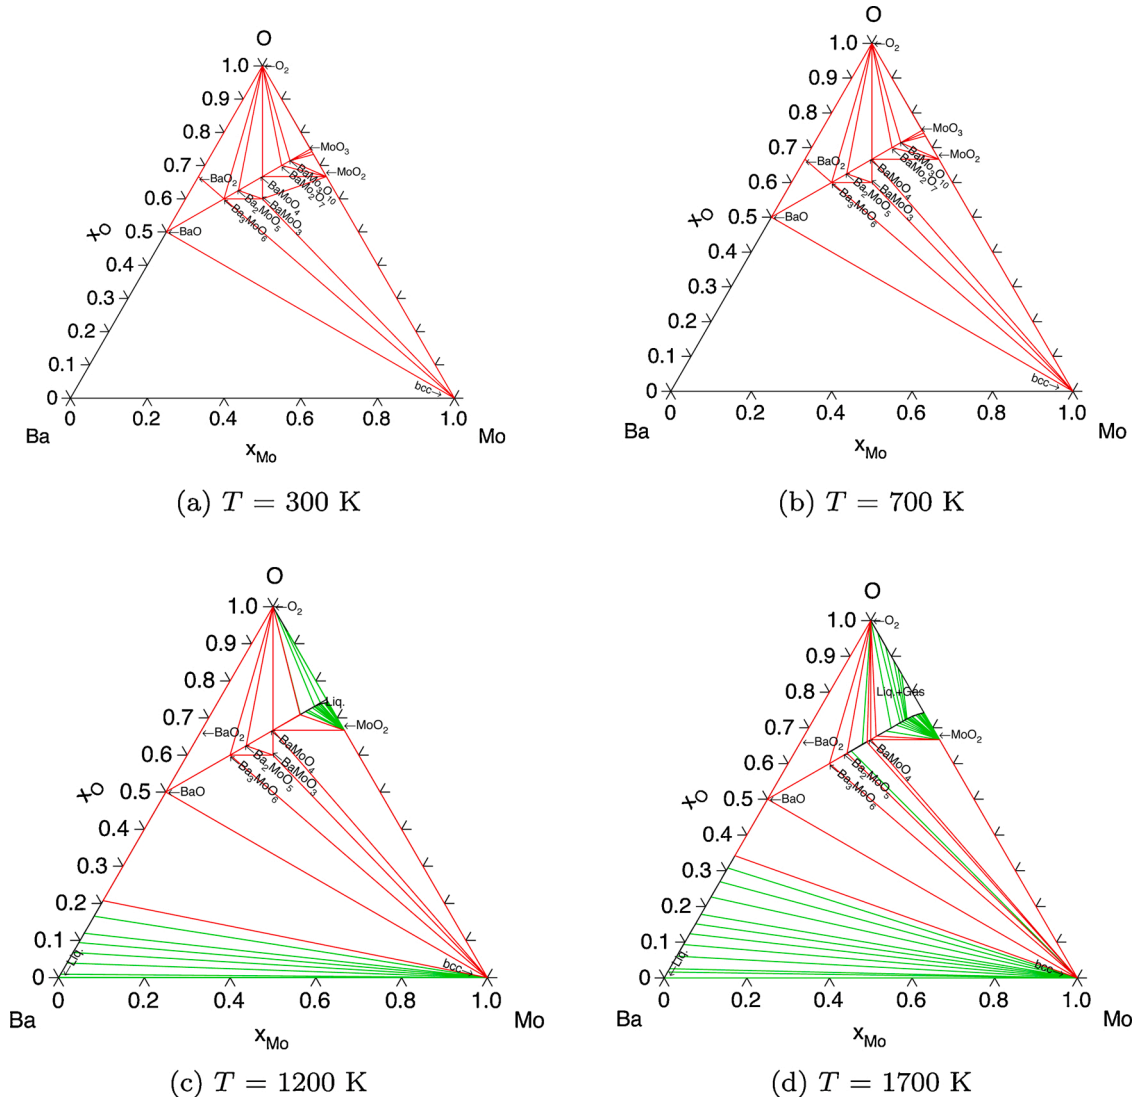 O
1.0
←O₂
0.9
0.8
←MoO₃
0.7
←BaO₂
←MoO₂
←BaMo₃O₁₀
←BaMo₂O₇
0.6
←BaMoO₄
←BaMoO₃
←Ba₂MoO₅
←Ba₃MoO₆
x_O
0.5
←BaO
0.4
0.3
0.2
0.1
0
bcc→
0 0.2 0.4 0.6 0.8 1.0
Ba Mo
x_Mo
(a) T = 300 K
O
1.0
←O₂
0.9
0.8
←MoO₃
0.7
←BaO₂
←MoO₂
←BaMo₃O₁₀
←BaMo₂O₇
0.6
←BaMoO₄
←BaMoO₃
←Ba₂MoO₅
←Ba₃MoO₆
x_O
0.5
←BaO
0.4
0.3
0.2
0.1
0
bcc→
0 0.2 0.4 0.6 0.8 1.0
Ba Mo
x_Mo
(b) T = 700 K
O
1.0
←O₂
0.9
0.8
←Liq.
0.7
←BaO₂
←MoO₂
0.6
←BaMoO₄
←BaMoO₃
←Ba₂MoO₅
←Ba₃MoO₆
x_O
0.5
←BaO
0.4
0.3
0.2
0.1
←Liq.
0
bcc→
0 0.2 0.4 0.6 0.8 1.0
Ba Mo
x_Mo
(c) T = 1200 K
O
1.0
←O₂
0.9
0.8
Liq.+Gas
0.7
←BaO₂
←MoO₂
0.6
←BaMoO₄
←Ba₂MoO₅
←Ba₃MoO₆
x_O
0.5
←BaO
0.4
0.3
0.2
0.1
←Liq.
0
bcc→
0 0.2 0.4 0.6 0.8 1.0
Ba Mo
x_Mo
(d) T = 1700 K